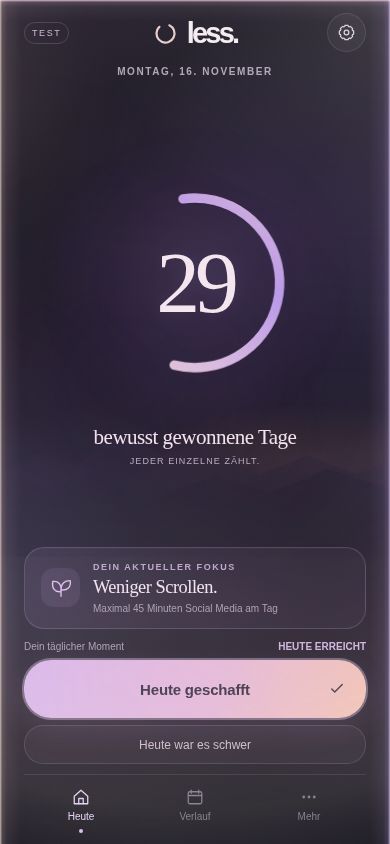 TEST
less.
MONTAG, 16. NOVEMBER
29
bewusst gewonnene Tage
JEDER EINZELNE ZÄHLT.
DEIN AKTUELLER FOKUS
Weniger Scrollen.
Maximal 45 Minuten Social Media am Tag
Dein täglicher Moment HEUTE ERREICHT
Heute geschafft
Heute war es schwer
Heute Verlauf Mehr